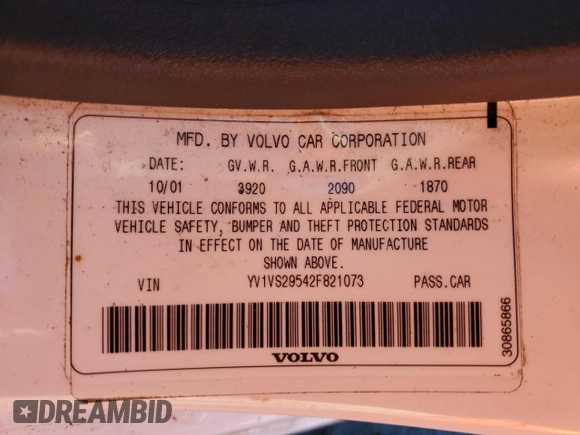 MFD. BY VOLVO CAR CORPORATION
DATE: G.V.W.R. G.A.W.R.FRONT G.A.W.R.REAR
10/01 3920 2090 1870
THIS VEHICLE CONFORMS TO ALL APPLICABLE FEDERAL MOTOR
VEHICLE SAFETY, BUMPER AND THEFT PROTECTION STANDARDS
IN EFFECT ON THE DATE OF MANUFACTURE
SHOWN ABOVE.
VIN YV1VS29542F821073 PASS.CAR
30865866
VOLVO
DREAMBID